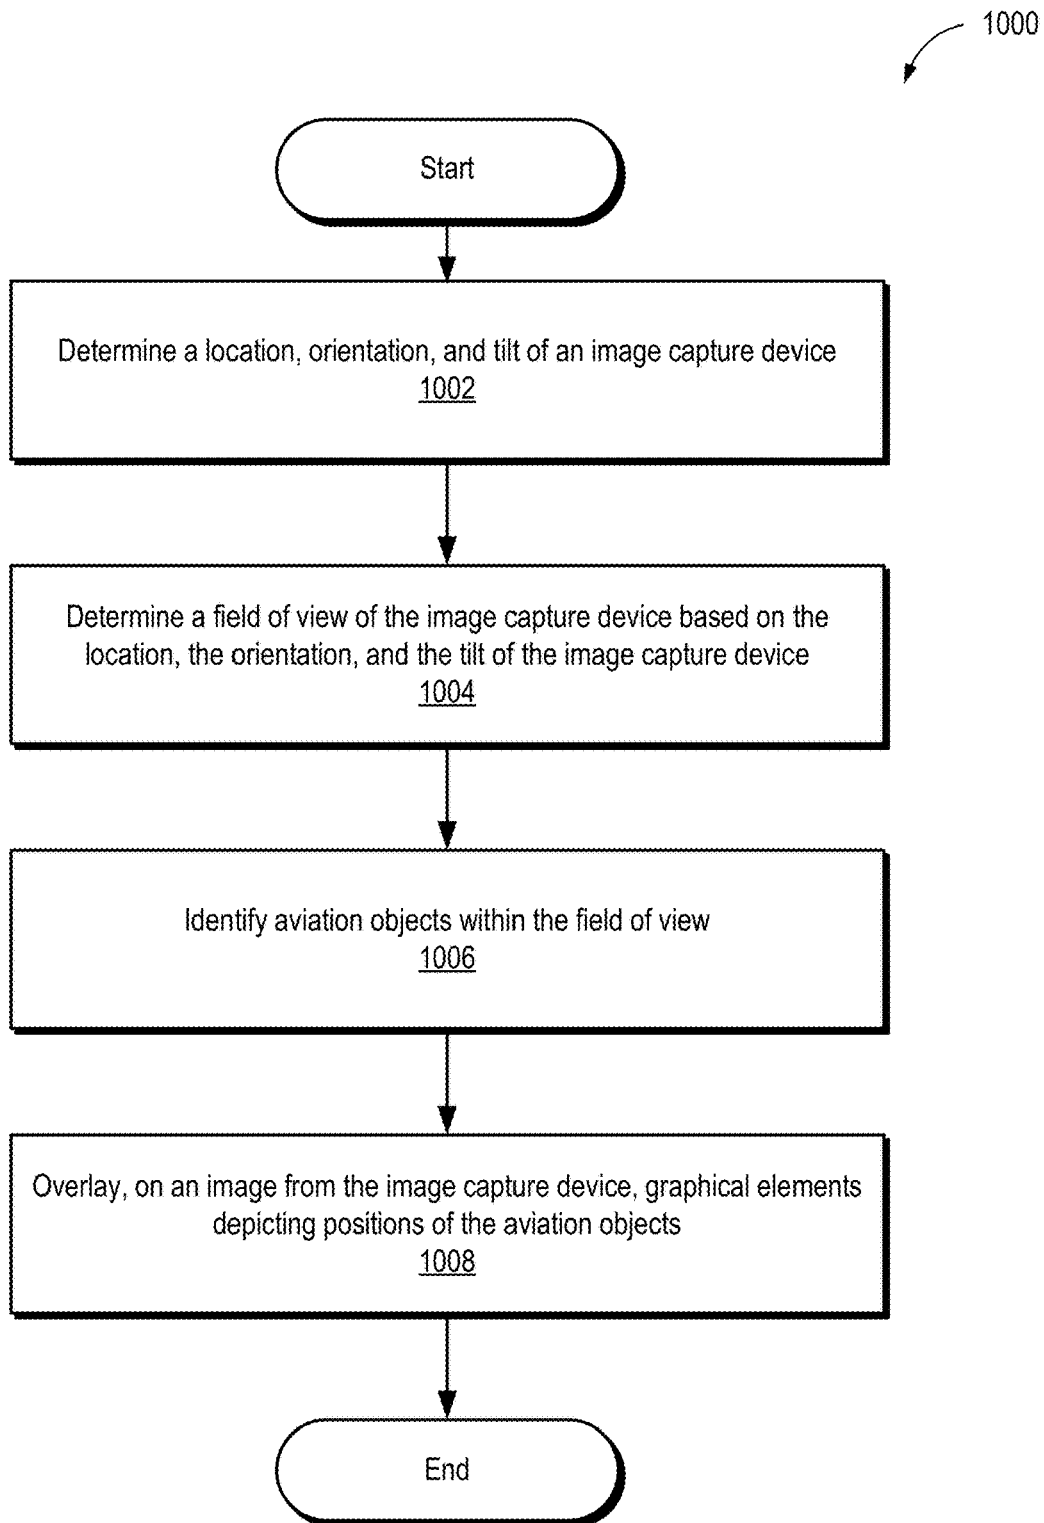 1000
Start
Determine a location, orientation, and tilt of an image capture device
1002
Determine a field of view of the image capture device based on the
location, the orientation, and the tilt of the image capture device
1004
Identify aviation objects within the field of view
1006
Overlay, on an image from the image capture device, graphical elements
depicting positions of the aviation objects
1008
End